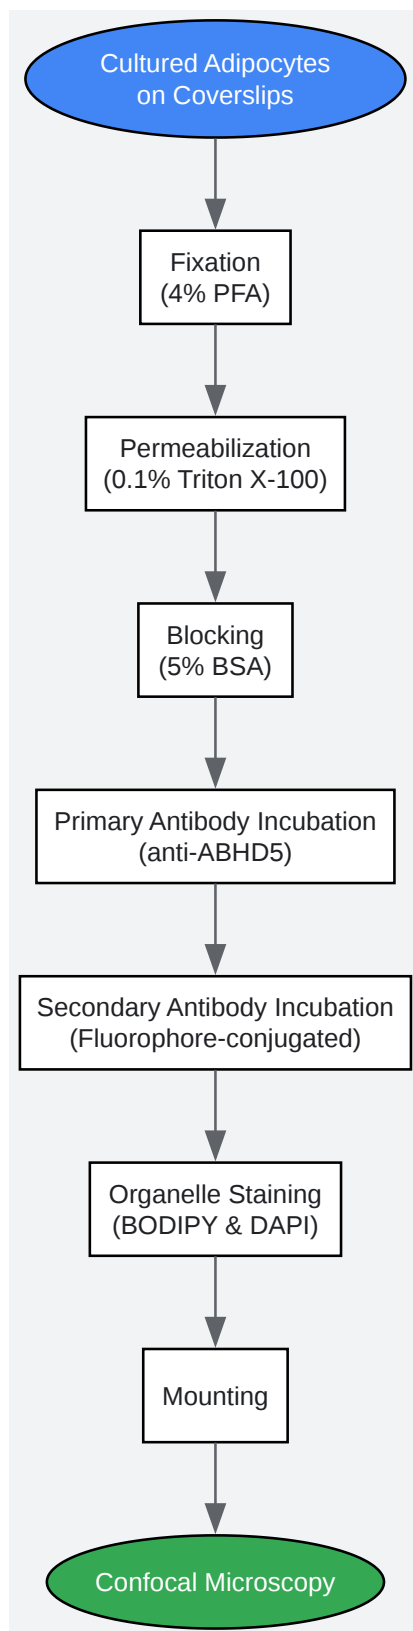 Cultured Adipocytes
on Coverslips
Fixation
(4% PFA)
Permeabilization
(0.1% Triton X-100)
Blocking
(5% BSA)
Primary Antibody Incubation
(anti-ABHD5)
Secondary Antibody Incubation
(Fluorophore-conjugated)
Organelle Staining
(BODIPY & DAPI)
Mounting
Confocal Microscopy